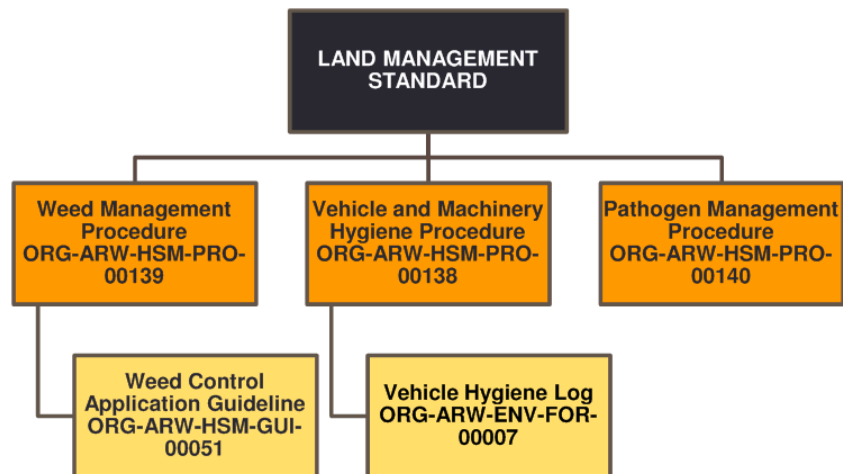 LAND MANAGEMENT
STANDARD
Weed Management
Procedure
ORG-ARW-HSM-PRO-
00139
Vehicle and Machinery
Hygiene Procedure
ORG-ARW-HSM-PRO-
00138
Pathogen Management
Procedure
ORG-ARW-HSM-PRO-
00140
Weed Control
Application Guideline
ORG-ARW-HSM-GUI-
00051
Vehicle Hygiene Log
ORG-ARW-ENV-FOR-
00007